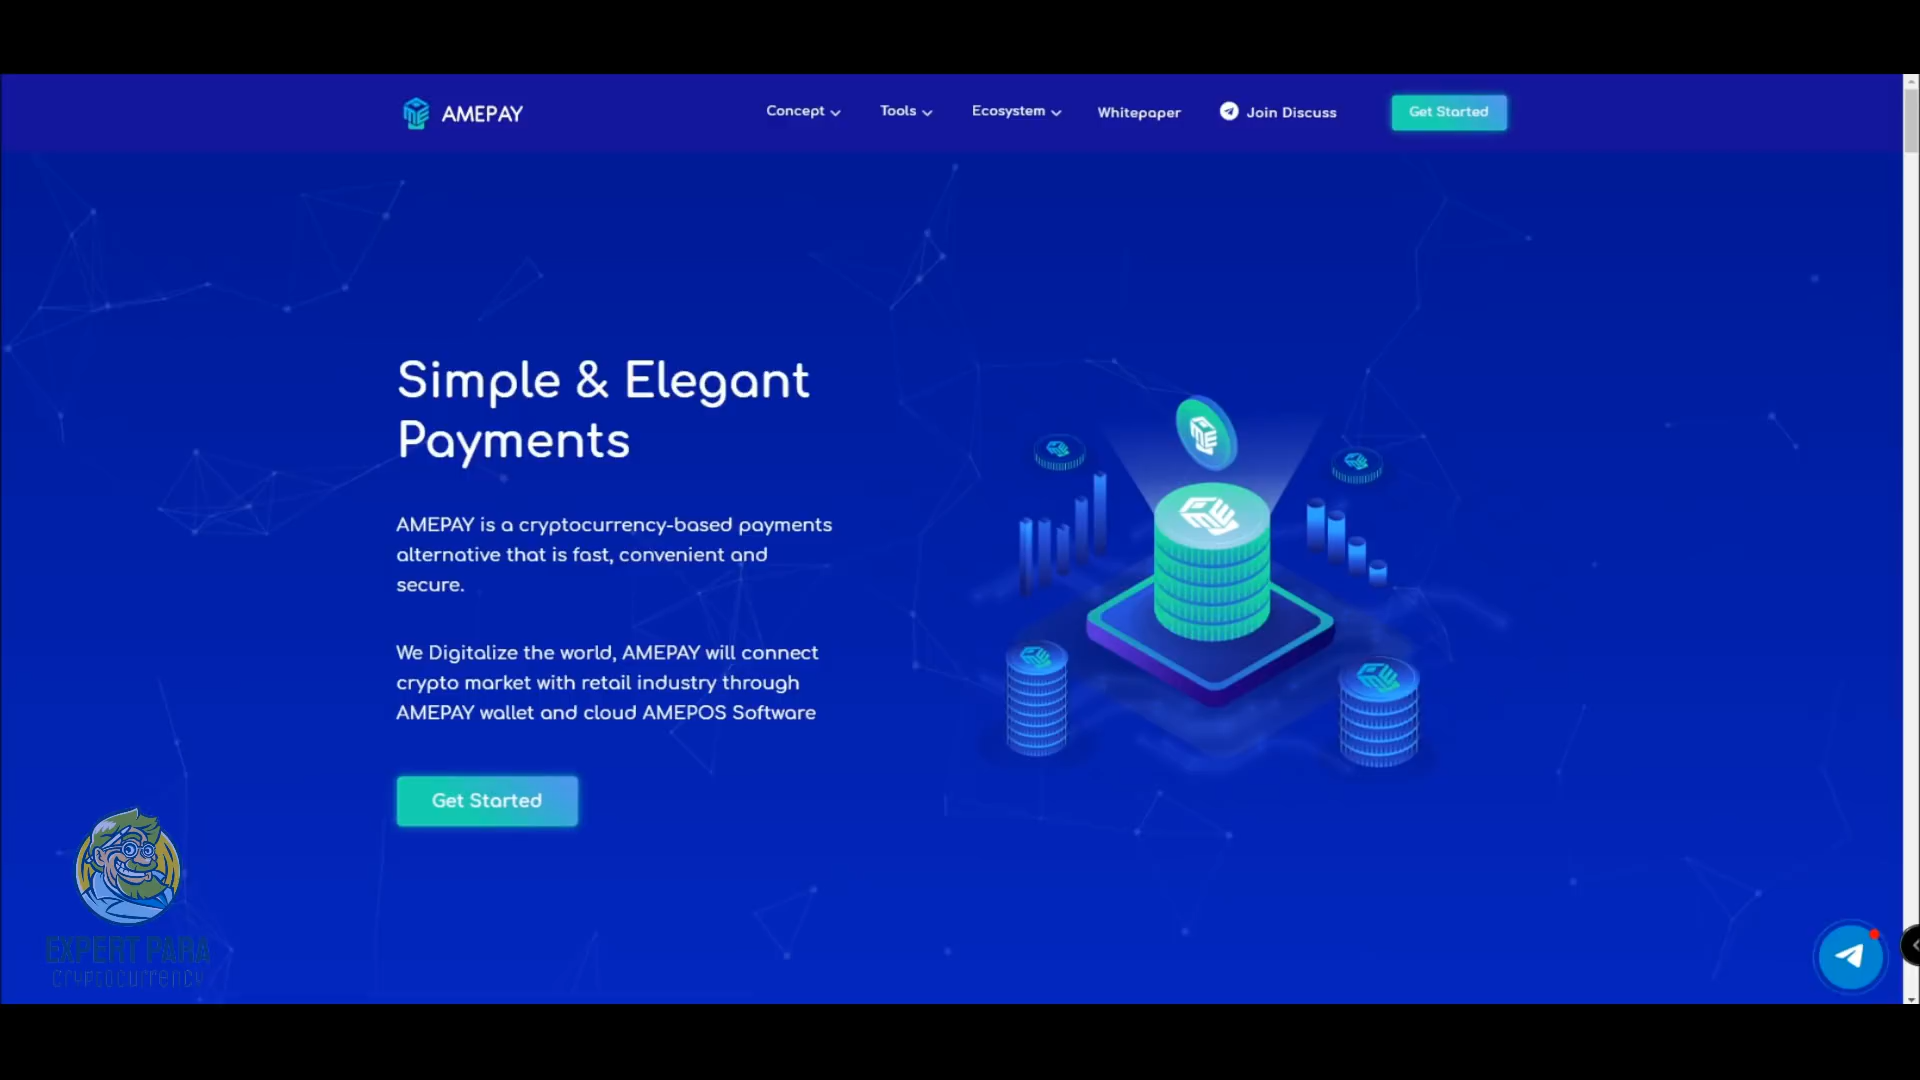 AMEPAY
Concept
Tools
Ecosystem
Whitepaper
Join Discuss
Get Started
Simple & Elegant
Payments
AMEPAY is a cryptocurrency-based payments
alternative that is fast, convenient and
secure.
We Digitalize the world, AMEPAY will connect
crypto market with retail industry through
AMEPAY wallet and cloud AMEPOS Software
Get Started
EXPERT PARA
cryptocurrency